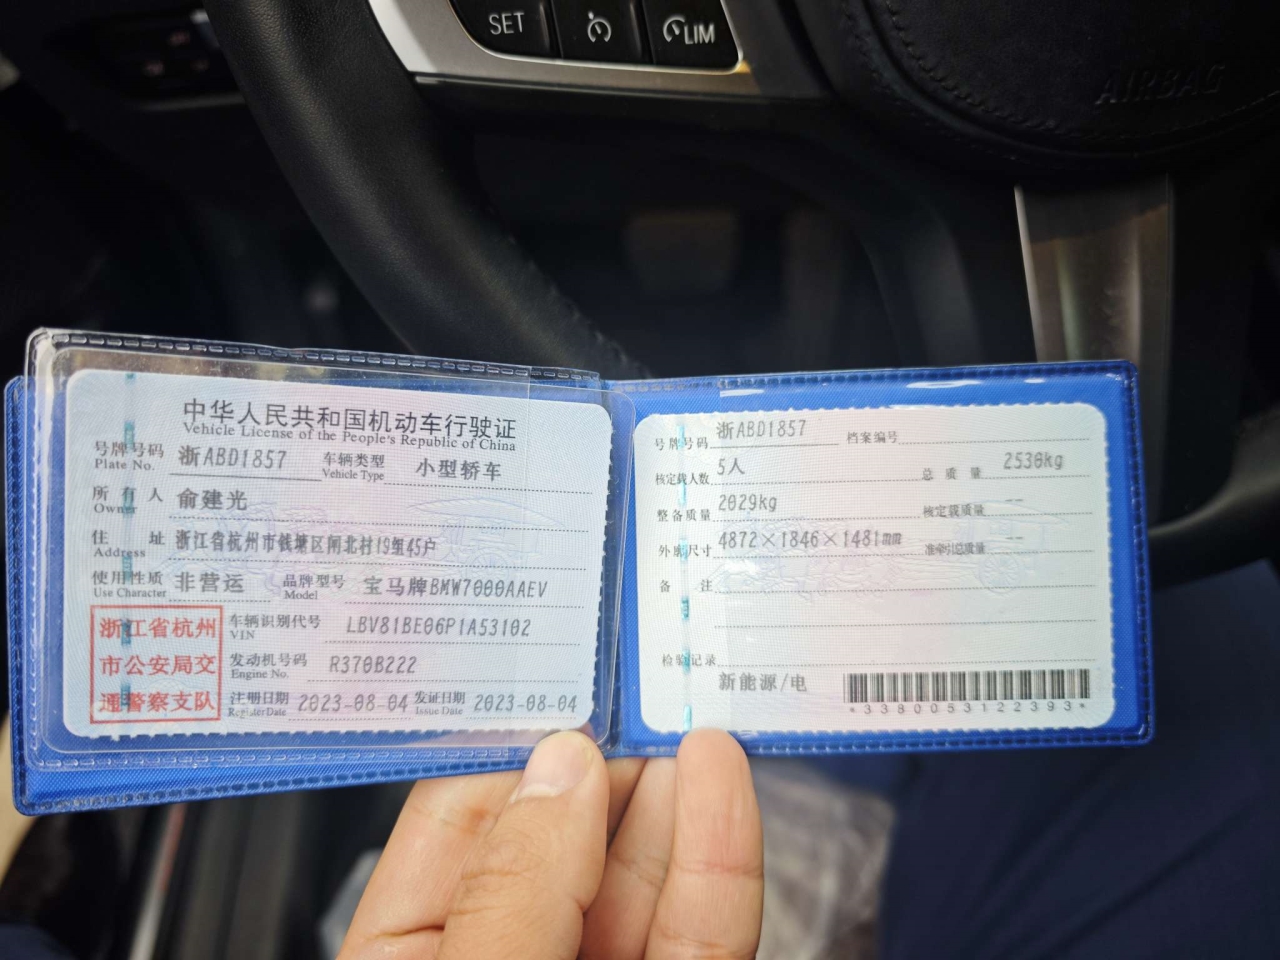 SET
LIM
AIRBAG
中华人民共和国机动车行驶证
Vehicle License of the People's Republic of China
号牌号码 浙ABD1857 车辆类型 小型轿车
Plate No. Vehicle Type
所有人 俞建光
Owner
住址 浙江省杭州市钱塘区闸北村19组45户
Address
使用性质 非营运 品牌型号 宝马牌BMW7000AAEV
Use Character Model
浙江省杭州
市公安局交
通警察支队
车辆识别代号 LBV81BE06P1A53102
VIN
发动机号码 R370B222
Engine No.
注册日期 2023-08-04 发证日期 2023-08-04
Register Date Issue Date
号牌号码 浙ABD1857 档案编号
核定载人数 5人 总质量 2530kg
整备质量 2029kg 核定载质量 --
外廓尺寸 4872×1846×1481mm 准牵引总质量 --
备注
检验记录
新能源/电
*3380053122393*